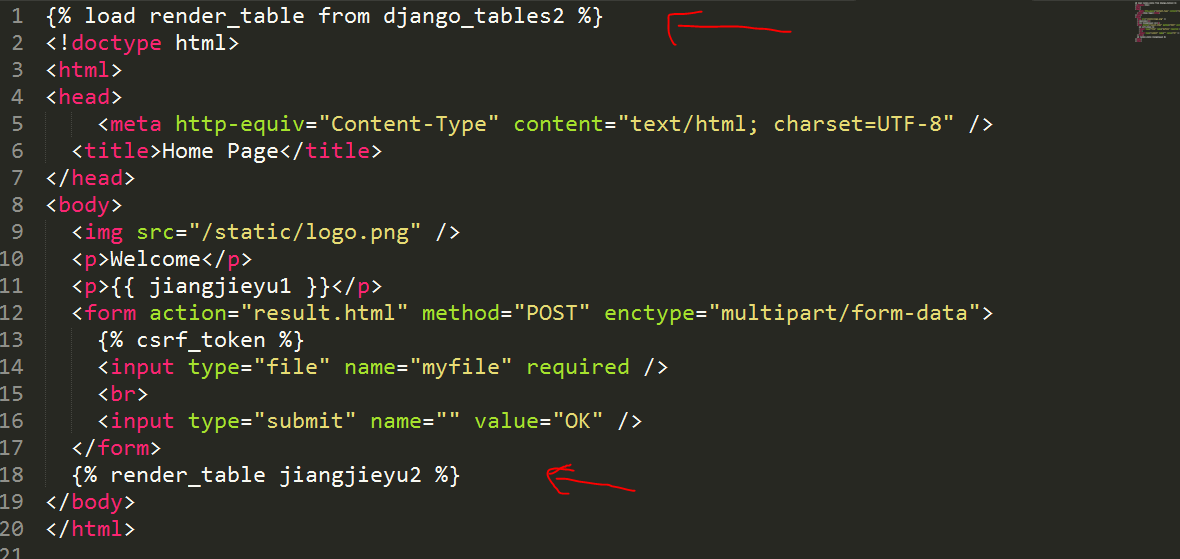 1 {% load render_table from django_tables2 %}
2 <!doctype html>
3 <html>
4 <head>
5 <meta http-equiv="Content-Type" content="text/html; charset=UTF-8" />
6 <title>Home Page</title>
7 </head>
8 <body>
9 <img src="/static/logo.png" />
10 <p>Welcome</p>
11 <p>{{ jiangjieyu1 }}</p>
12 <form action="result.html" method="POST" enctype="multipart/form-data">
13 {% csrf_token %}
14 <input type="file" name="myfile" required />
15 <br>
16 <input type="submit" name="" value="OK" />
17 </form>
18 {% render_table jiangjieyu2 %}
19 </body>
20 </html>
21